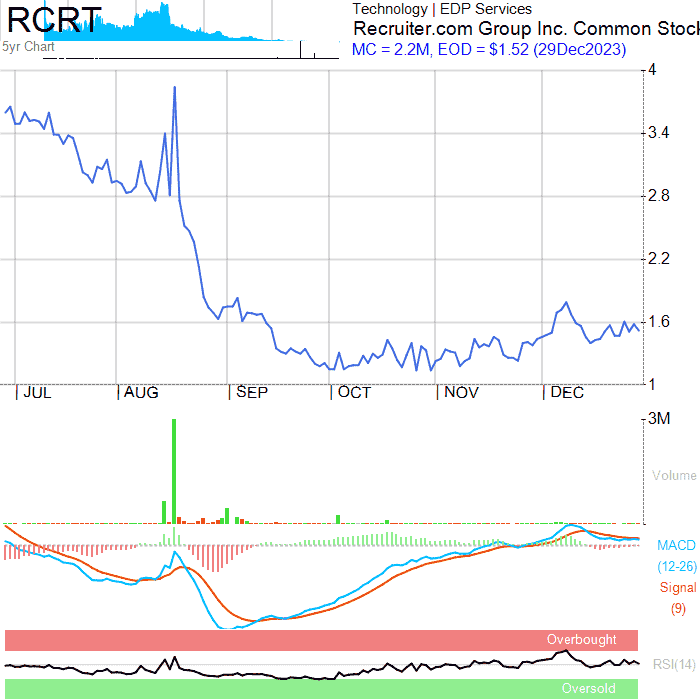 RCRT
Technology | EDP Services
Recruiter.com Group Inc. Common Stock
5yr Chart
MC = 2.2M, EOD = $1.52 (29Dec2023)
4
3.4
2.8
2.2
1.6
1
JUL
AUG
SEP
OCT
NOV
DEC
3M
Volume
MACD
(12-26)
Signal
(9)
Overbought
RSI(14)
Oversold